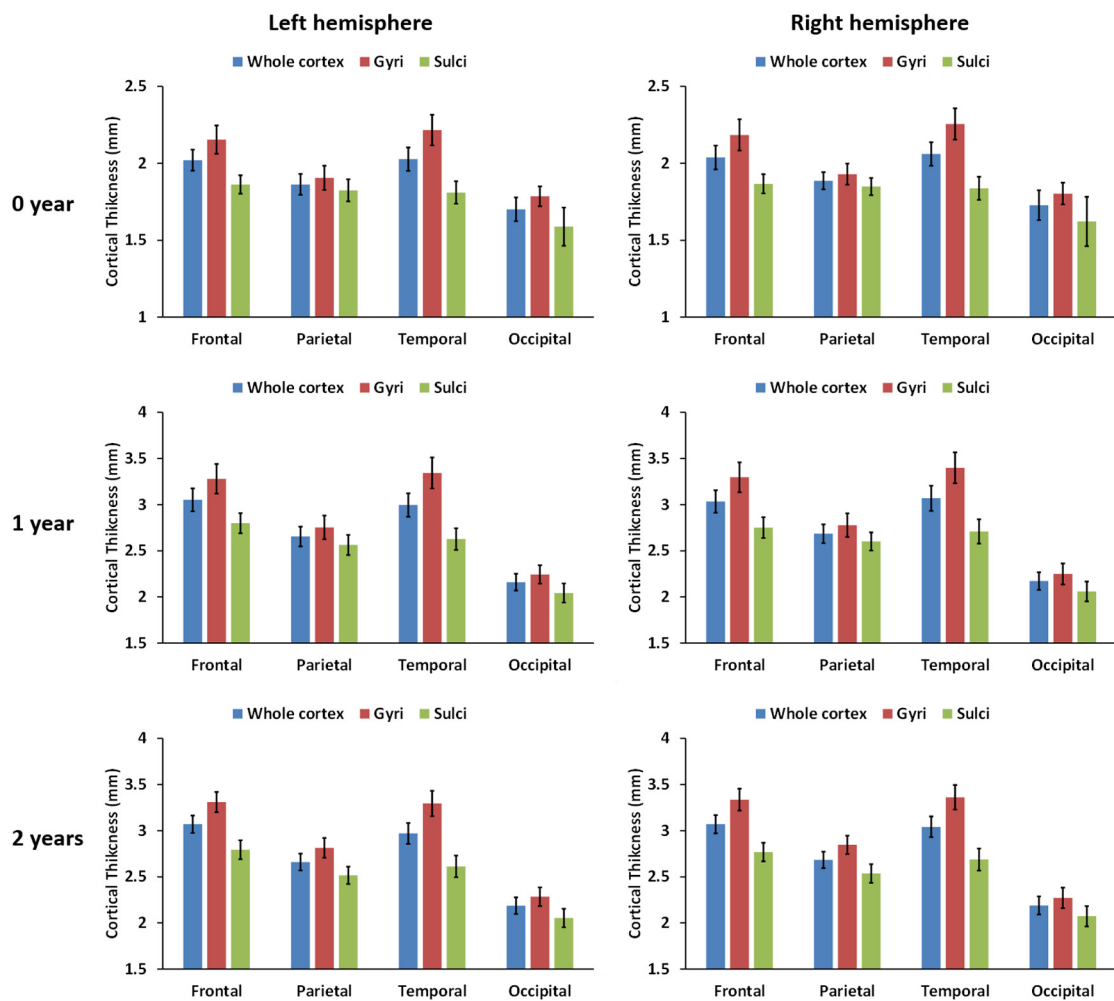 Left hemisphere
Right hemisphere
0 year
Whole cortex Gyri Sulci
Cortical Thikcness (mm)
2.5
2
1.5
1
Frontal Parietal Temporal Occipital
Whole cortex Gyri Sulci
Cortical Thikcness (mm)
2.5
2
1.5
1
Frontal Parietal Temporal Occipital
1 year
Whole cortex Gyri Sulci
Cortical Thikcness (mm)
4
3.5
3
2.5
2
1.5
Frontal Parietal Temporal Occipital
Whole cortex Gyri Sulci
Cortical Thikcness (mm)
4
3.5
3
2.5
2
1.5
Frontal Parietal Temporal Occipital
2 years
Whole cortex Gyri Sulci
Cortical Thikcness (mm)
4
3.5
3
2.5
2
1.5
Frontal Parietal Temporal Occipital
Whole cortex Gyri Sulci
Cortical Thikcness (mm)
4
3.5
3
2.5
2
1.5
Frontal Parietal Temporal Occipital